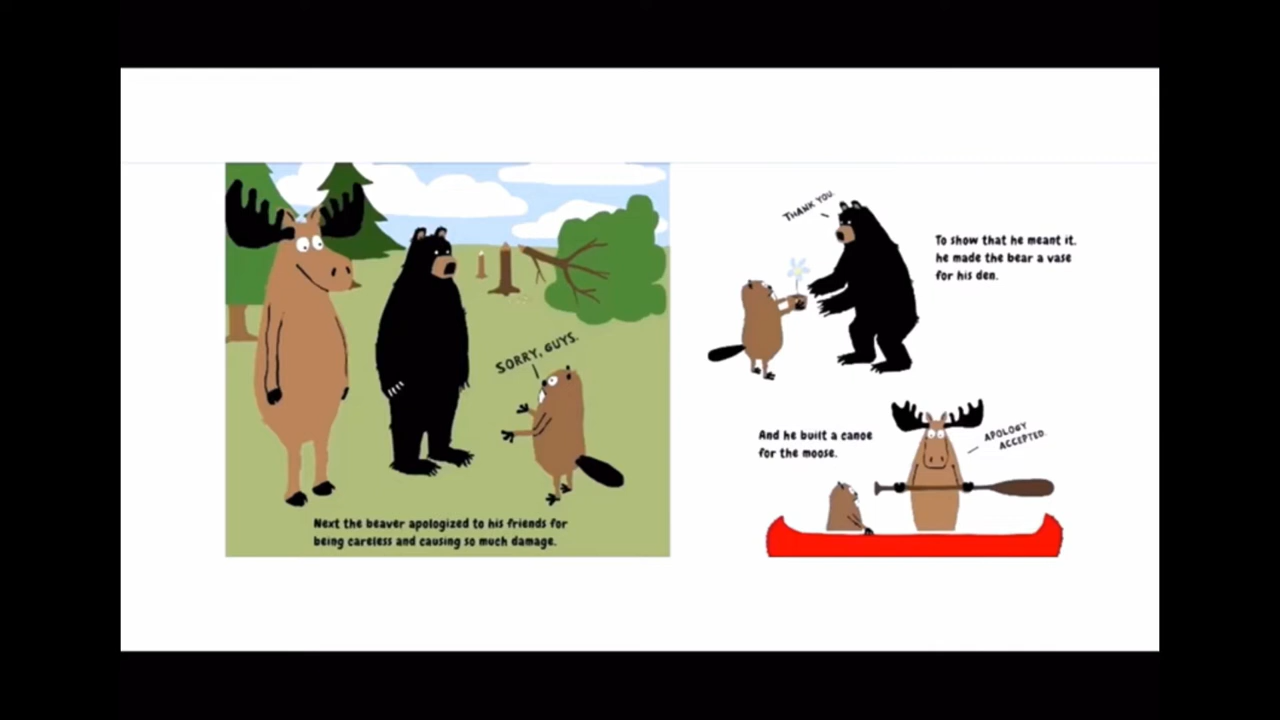 SORRY, GUYS.
Next the beaver apologized to his friends for
being careless and causing so much damage.
THANK YOU.
To show that he meant it,
he made the bear a vase
for his den.
And he built a canoe
for the moose.
APOLOGY
ACCEPTED.